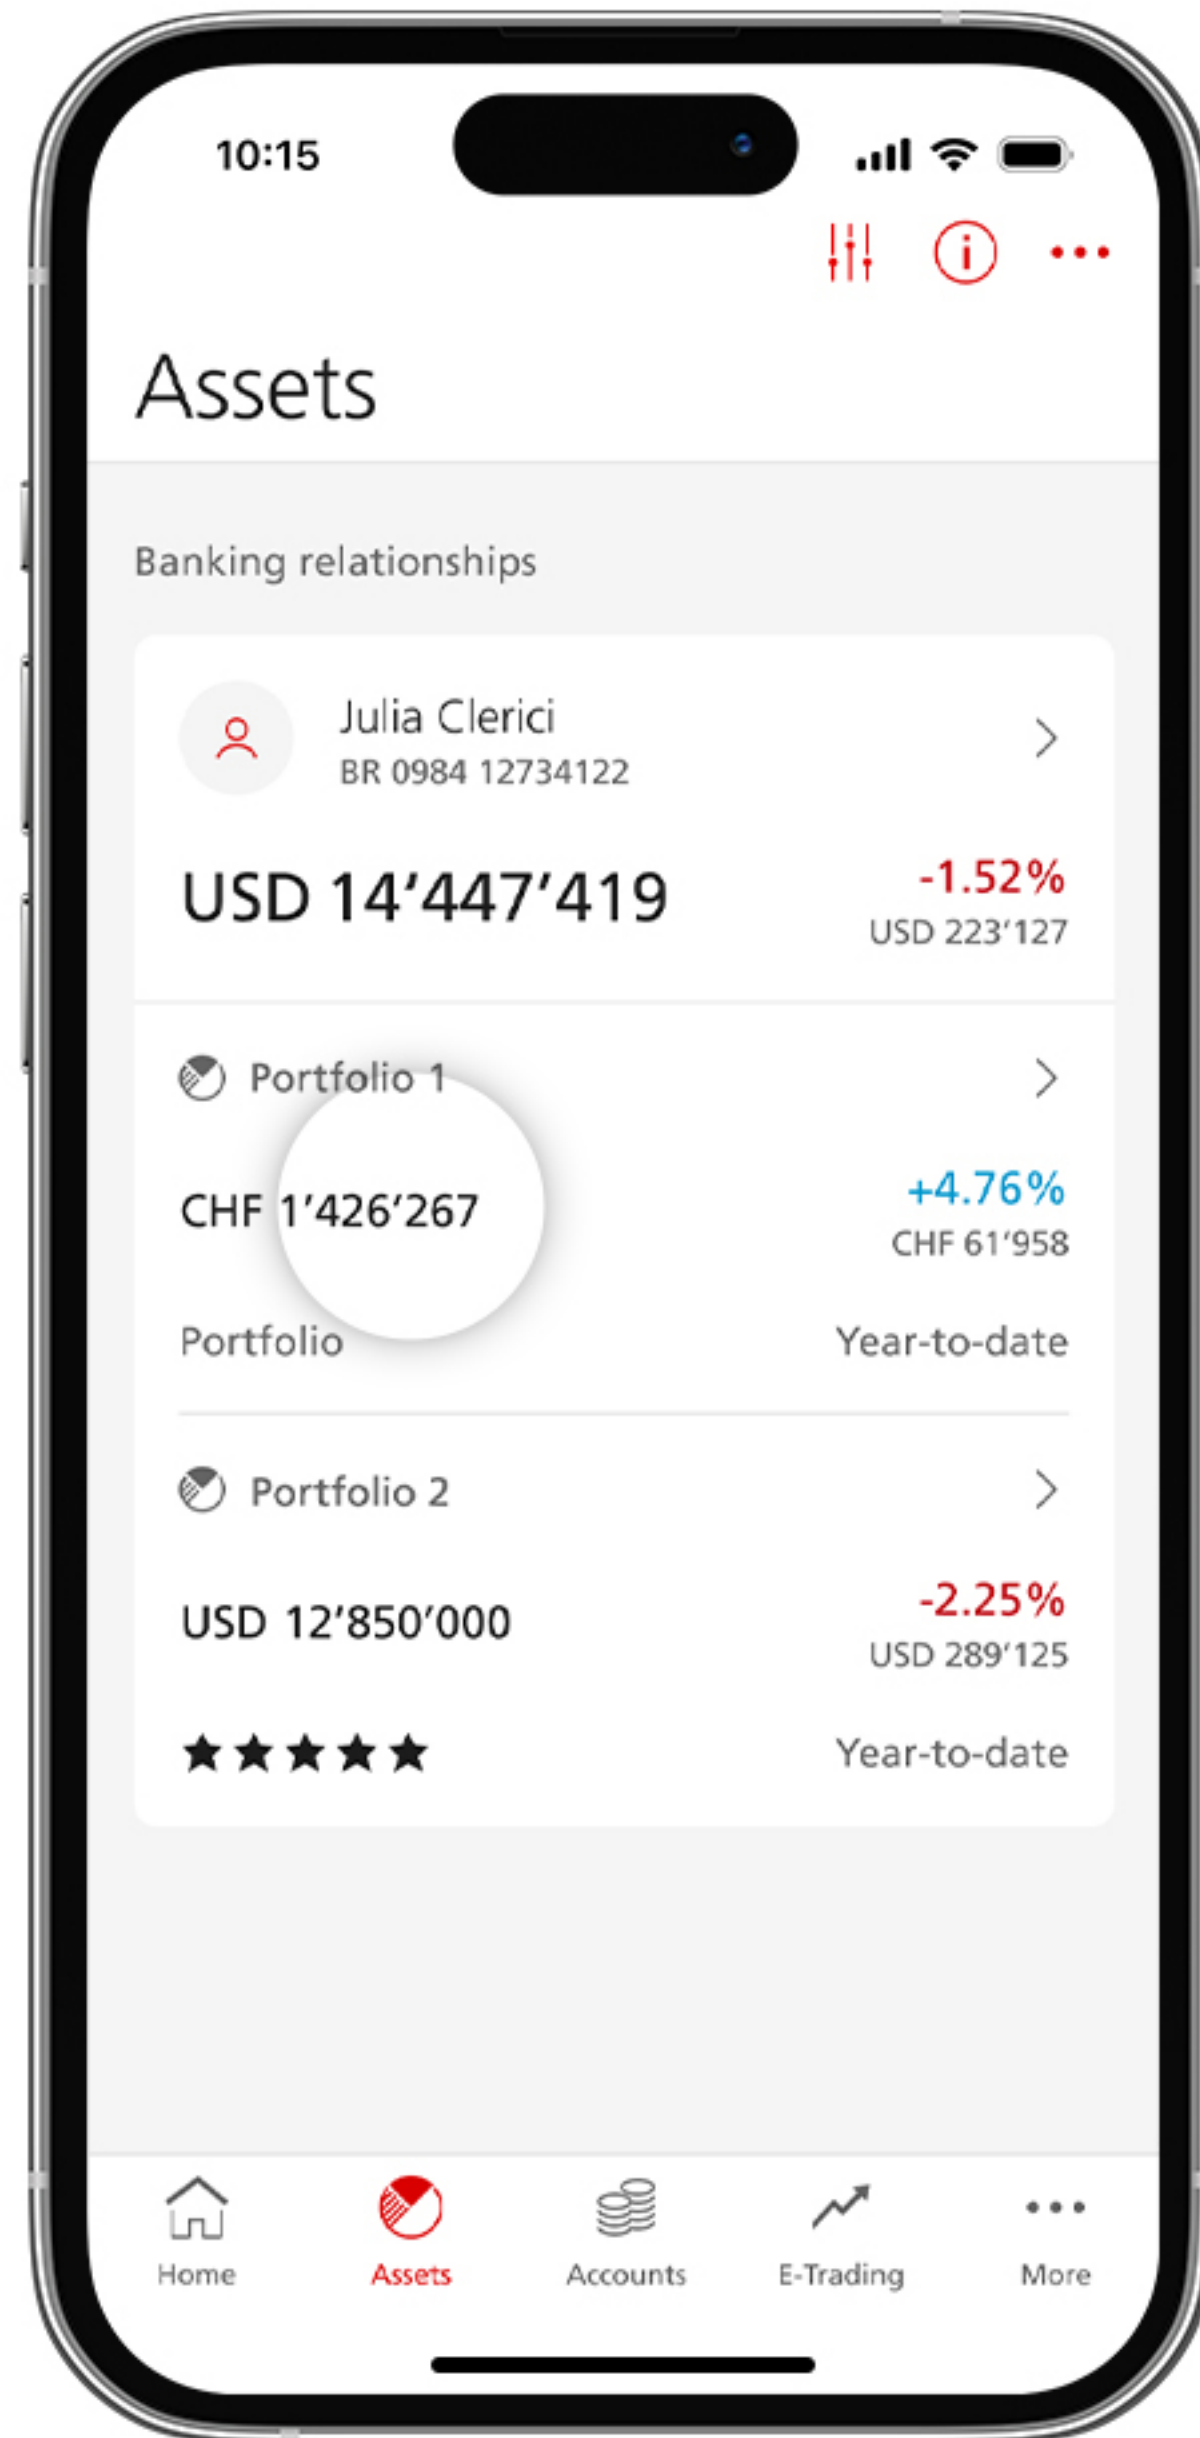 10:15
Assets
Banking relationships
Julia Clerici
BR 0984 12734122
USD 14’447’419
-1.52%
USD 223’127
Portfolio 1
CHF 1’426’267
+4.76%
CHF 61’958
Portfolio
Year-to-date
Portfolio 2
USD 12’850’000
-2.25%
USD 289’125
★★★★★
Year-to-date
Home
Assets
Accounts
E-Trading
More